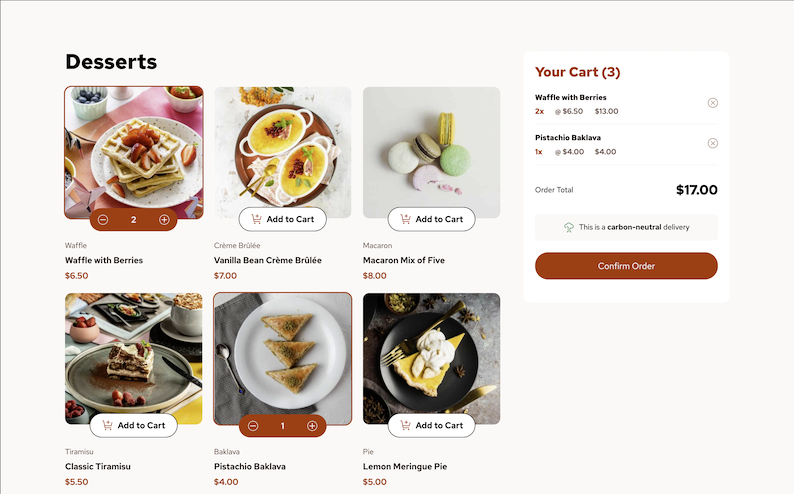 Desserts
2
Add to Cart
Add to Cart
Waffle
Waffle with Berries
$6.50
Crème Brûlée
Vanilla Bean Crème Brûlée
$7.00
Macaron
Macaron Mix of Five
$8.00
Add to Cart
1
Add to Cart
Tiramisu
Classic Tiramisu
$5.50
Baklava
Pistachio Baklava
$4.00
Pie
Lemon Meringue Pie
$5.00
Your Cart (3)
Waffle with Berries
2x @ $6.50 $13.00
Pistachio Baklava
1x @ $4.00 $4.00
Order Total $17.00
This is a carbon-neutral delivery
Confirm Order